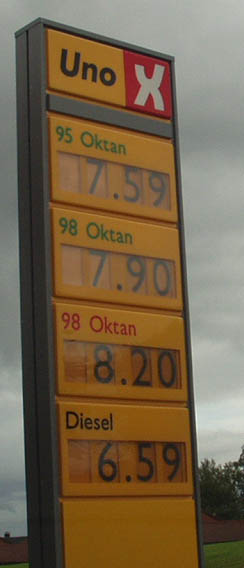 Uno X
95 Oktan
7.59
98 Oktan
7.90
98 Oktan
8.20
Diesel
6.59